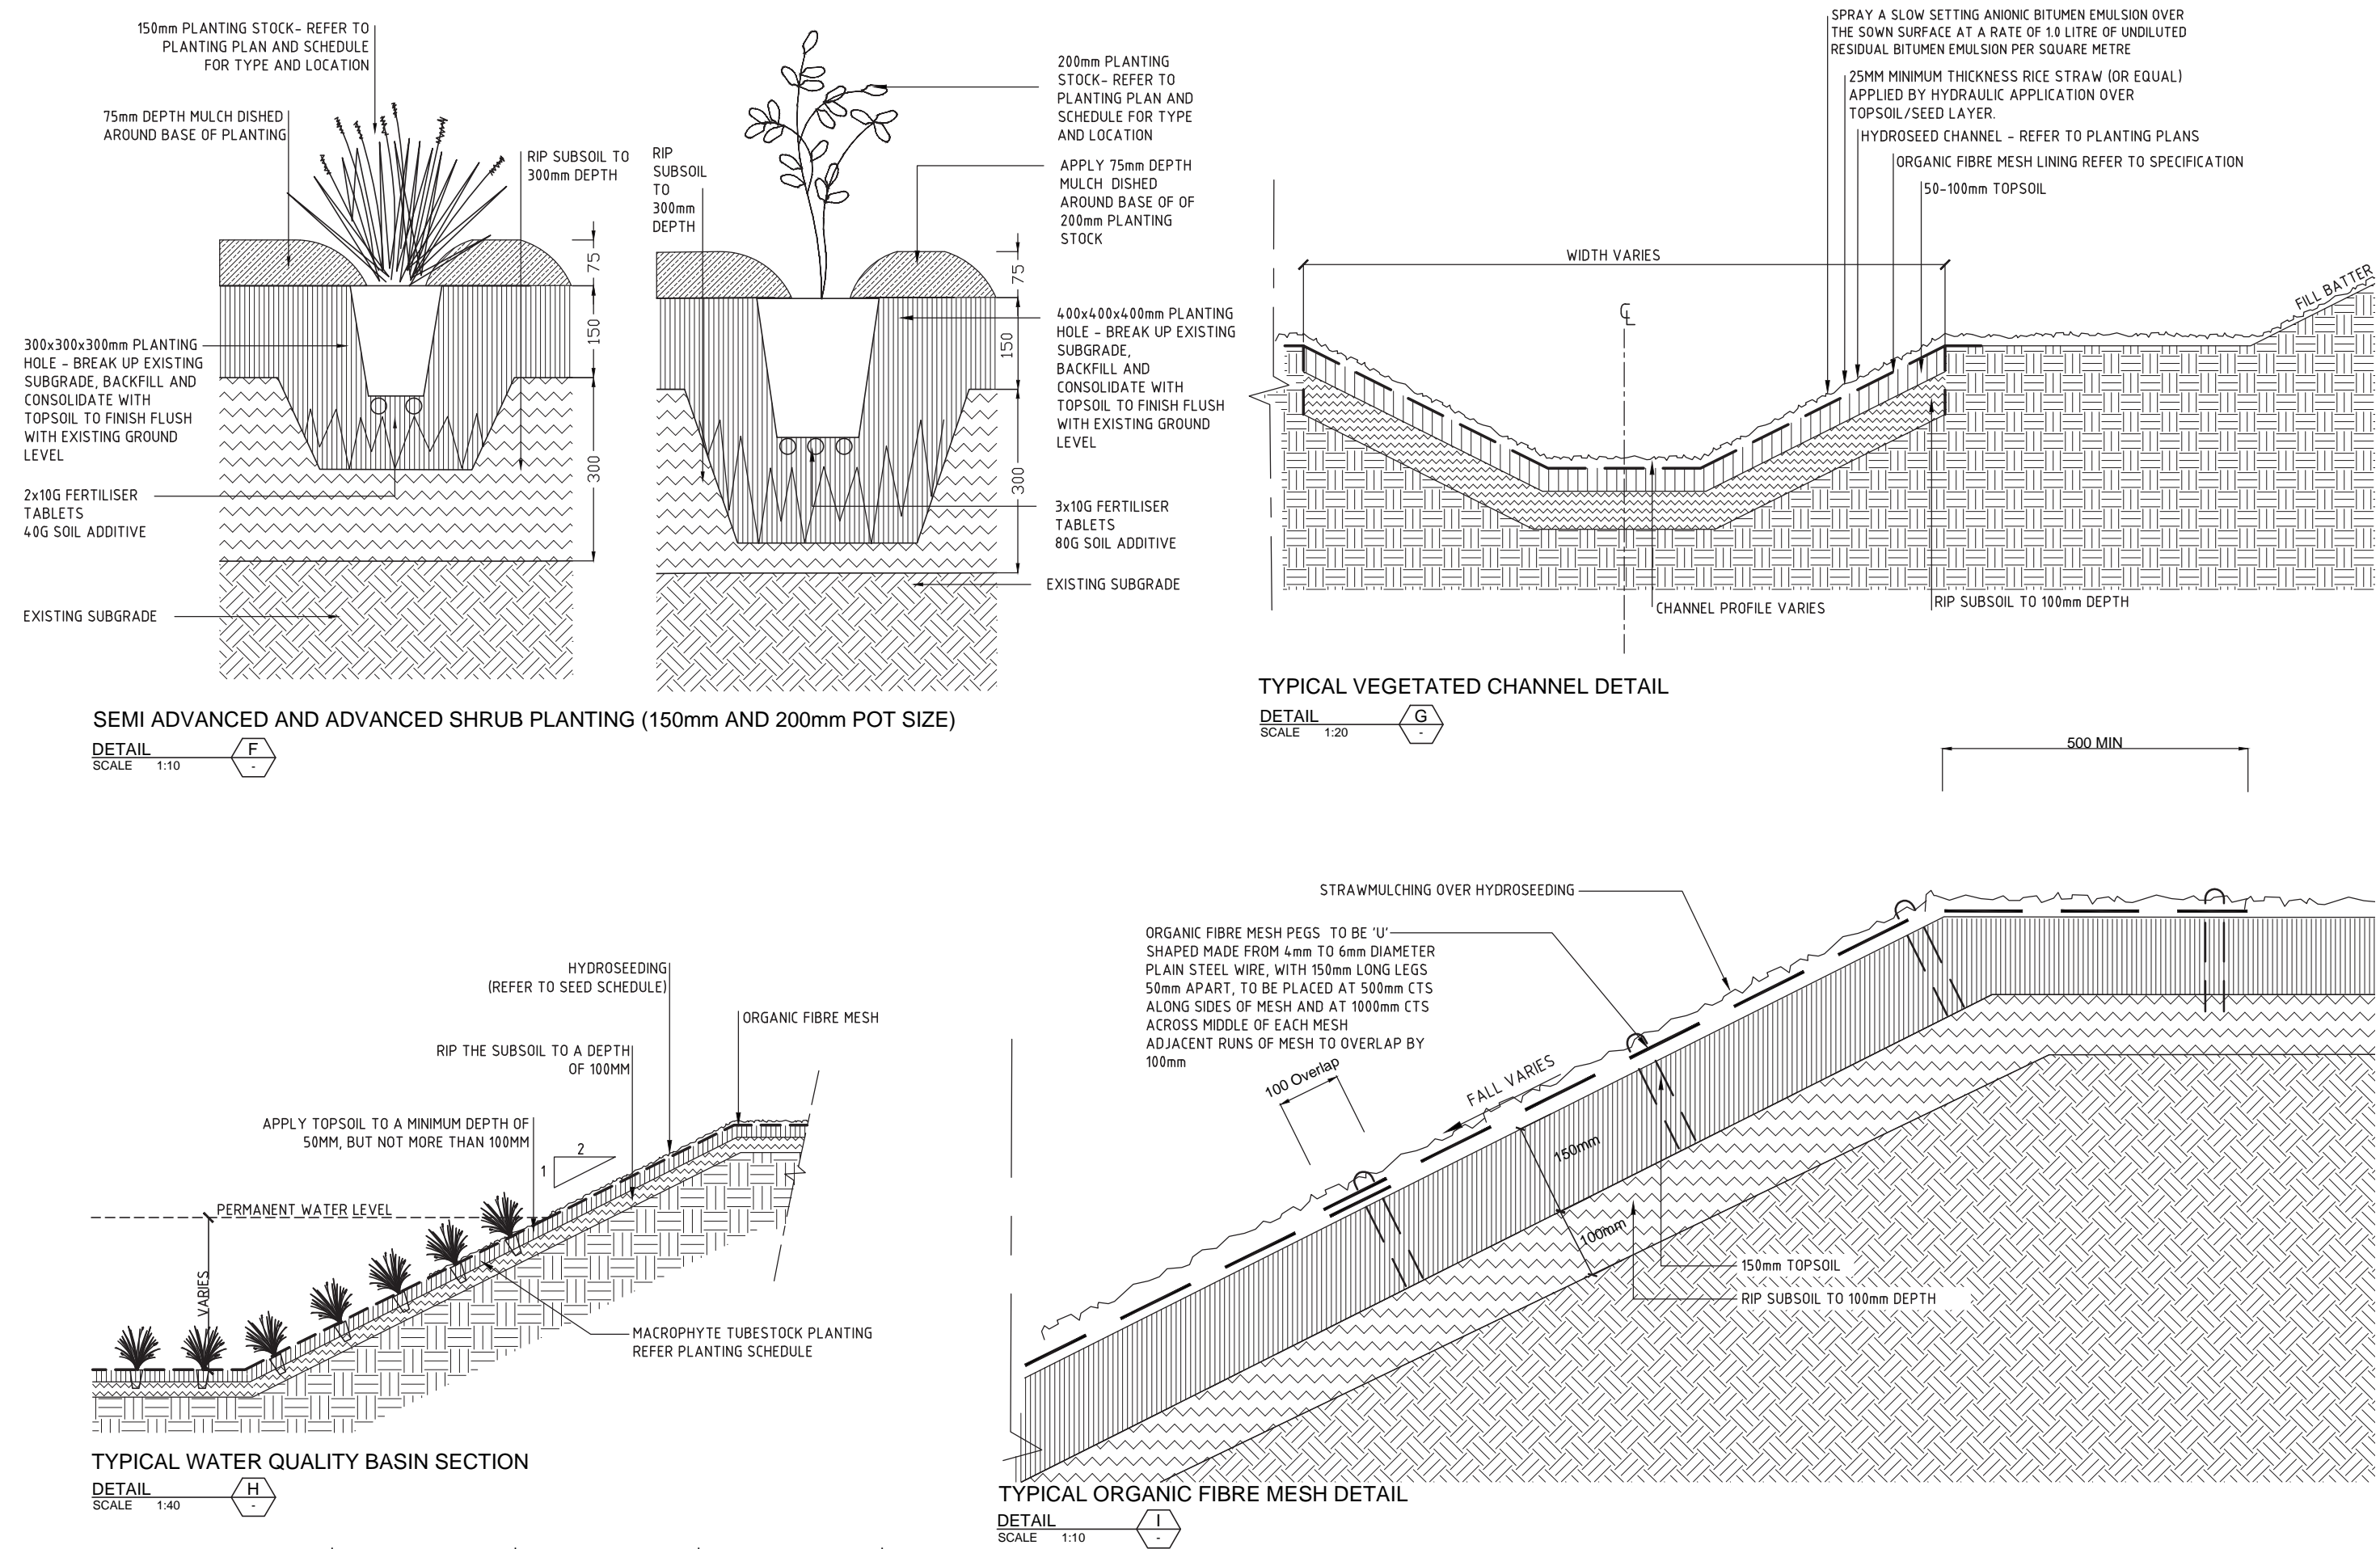 150mm PLANTING STOCK- REFER TO
PLANTING PLAN AND SCHEDULE
FOR TYPE AND LOCATION
75mm DEPTH MULCH DISHED
AROUND BASE OF PLANTING
RIP SUBSOIL TO
300mm DEPTH
75
150
300
300x300x300mm PLANTING
HOLE - BREAK UP EXISTING
SUBGRADE, BACKFILL AND
CONSOLIDATE WITH
TOPSOIL TO FINISH FLUSH
WITH EXISTING GROUND
LEVEL
2x10G FERTILISER
TABLETS
40G SOIL ADDITIVE
EXISTING SUBGRADE
RIP
SUBSOIL
TO
300mm
DEPTH
200mm PLANTING
STOCK- REFER TO
PLANTING PLAN AND
SCHEDULE FOR TYPE
AND LOCATION
APPLY 75mm DEPTH
MULCH DISHED
AROUND BASE OF OF
200mm PLANTING
STOCK
75
150
300
400x400x400mm PLANTING
HOLE - BREAK UP EXISTING
SUBGRADE,
BACKFILL AND
CONSOLIDATE WITH
TOPSOIL TO FINISH FLUSH
WITH EXISTING GROUND
LEVEL
3x10G FERTILISER
TABLETS
80G SOIL ADDITIVE
EXISTING SUBGRADE
SEMI ADVANCED AND ADVANCED SHRUB PLANTING (150mm AND 200mm POT SIZE)
DETAIL F
SCALE 1:10 -
SPRAY A SLOW SETTING ANIONIC BITUMEN EMULSION OVER
THE SOWN SURFACE AT A RATE OF 1.0 LITRE OF UNDILUTED
RESIDUAL BITUMEN EMULSION PER SQUARE METRE
25MM MINIMUM THICKNESS RICE STRAW (OR EQUAL)
APPLIED BY HYDRAULIC APPLICATION OVER
TOPSOIL/SEED LAYER.
HYDROSEED CHANNEL - REFER TO PLANTING PLANS
ORGANIC FIBRE MESH LINING REFER TO SPECIFICATION
50-100mm TOPSOIL
WIDTH VARIES
CL
FILL BATTER
CHANNEL PROFILE VARIES
RIP SUBSOIL TO 100mm DEPTH
TYPICAL VEGETATED CHANNEL DETAIL
DETAIL G
SCALE 1:20 -
500 MIN
HYDROSEEDING
(REFER TO SEED SCHEDULE)
ORGANIC FIBRE MESH
RIP THE SUBSOIL TO A DEPTH
OF 100MM
APPLY TOPSOIL TO A MINIMUM DEPTH OF
50MM, BUT NOT MORE THAN 100MM
2
1
PERMANENT WATER LEVEL
VARIES
MACROPHYTE TUBESTOCK PLANTING
REFER PLANTING SCHEDULE
TYPICAL WATER QUALITY BASIN SECTION
DETAIL H
SCALE 1:40 -
STRAWMULCHING OVER HYDROSEEDING
ORGANIC FIBRE MESH PEGS TO BE 'U'
SHAPED MADE FROM 4mm TO 6mm DIAMETER
PLAIN STEEL WIRE, WITH 150mm LONG LEGS
50mm APART, TO BE PLACED AT 500mm CTS
ALONG SIDES OF MESH AND AT 1000mm CTS
ACROSS MIDDLE OF EACH MESH
ADJACENT RUNS OF MESH TO OVERLAP BY
100mm
100 Overlap
FALL VARIES
150mm
100mm
150mm TOPSOIL
RIP SUBSOIL TO 100mm DEPTH
TYPICAL ORGANIC FIBRE MESH DETAIL
DETAIL I
SCALE 1:10 -